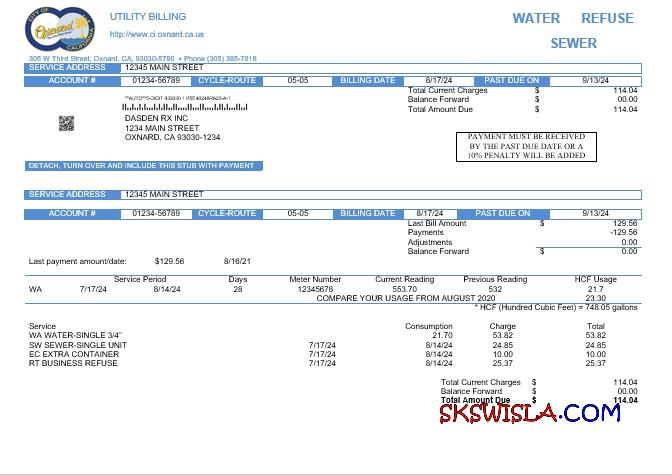 CITY OF
Oxnard
CALIFORNIA
UTILITY BILLING
http://www.ci.oxnard.ca.us
WATER REFUSE
SEWER
305 W Third Street, Oxnard, CA, 93030-5790 • Phone (305) 385-7816
SERVICE ADDRESS 12345 MAIN STREET
ACCOUNT # 01234-56789 CYCLE-ROUTE 05-05 BILLING DATE 8/17/24 PAST DUE ON 9/13/24
Total Current Charges $ 114.04
Balance Forward $ 00.00
Total Amount $ 114.04
DASDEN RX INC
1234 MAIN STREET
OXNARD, CA 93030-1234
PAYMENT MUST BE RECEIVED
BY THE PAST DUE DATE OR A
10% PENALTY WILL BE ADDED
DETACH, TURN OVER AND INCLUDE THIS STUB WITH PAYMENT
SERVICE ADDRESS 12345 MAIN STREET
ACCOUNT # 01234-56789 CYCLE-ROUTE 05-05 BILLING DATE 8/17/24 PAST DUE ON 9/13/24
Last Bill Amount $ 129.56
Payments -129.56
Adjustments 0.00
Balance Forward $ 0.00
Last payment amount/date: $129.56 8/16/21
Service Period Days Meter Number Current Reading Previous Reading HCF Usage
WA 7/17/24 8/14/24 28 12345678 553.70 532 21.7
COMPARE YOUR USAGE FROM AUGUST 2020 23.30
* HCF (Hundred Cubic Feet) = 748.05 gallons
Service Consumption Charge Total
WA WATER-SINGLE 3/4" 21.70 53.82 53.82
SW SEWER-SINGLE UNIT 7/17/24 8/14/24 24.85 24.85
EC EXTRA CONTAINER 7/17/24 8/14/24 10.00 10.00
RT BUSINESS REFUSE 7/17/24 8/14/24 25.37 25.37
Total Current Charges $ 114.04
Balance Forward $ 00.00
Total Amount Due $ 114.04
SKSWISLA.COM